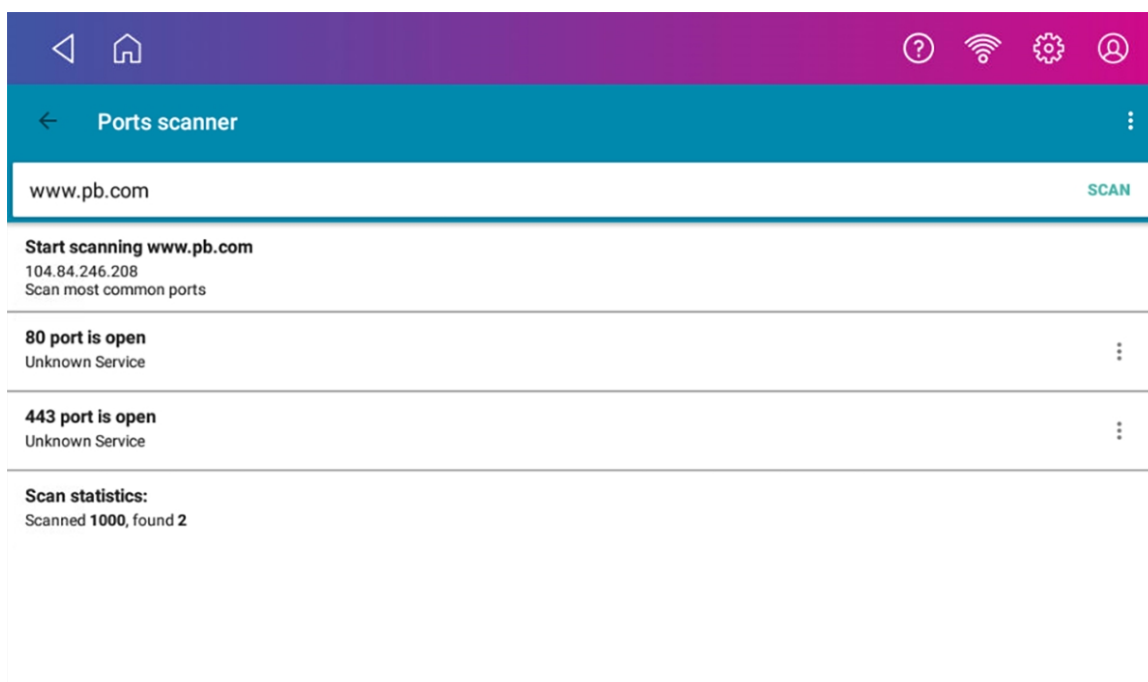 Ports scanner
www.pb.com SCAN
Start scanning www.pb.com
104.84.246.208
Scan most common ports
80 port is open
Unknown Service
443 port is open
Unknown Service
Scan statistics:
Scanned 1000, found 2